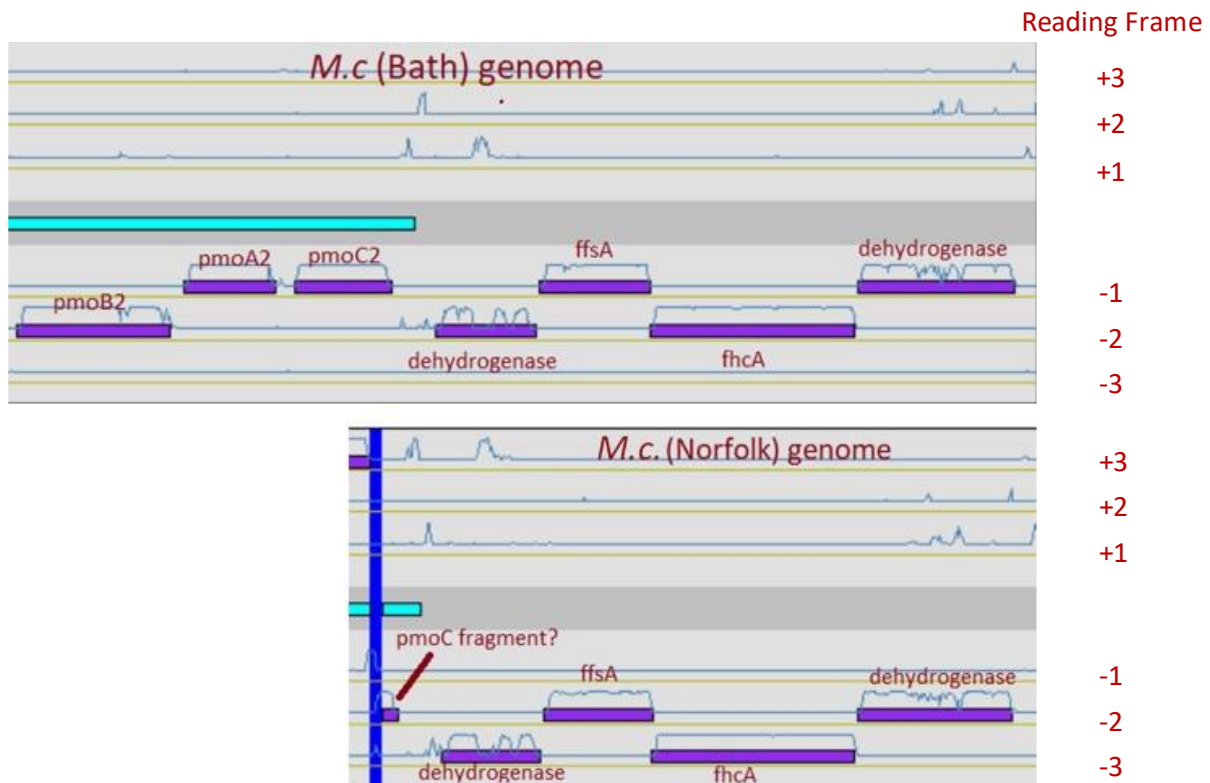 Reading Frame
M.c (Bath) genome
+3
+2
+1
pmoA2 pmoC2 ffsA dehydrogenase
pmoB2
-1
-2
dehydrogenase fhcA
-3
M.c. (Norfolk) genome
+3
+2
+1
pmoC fragment?
ffsA dehydrogenase
-1
-2
dehydrogenase fhcA
-3